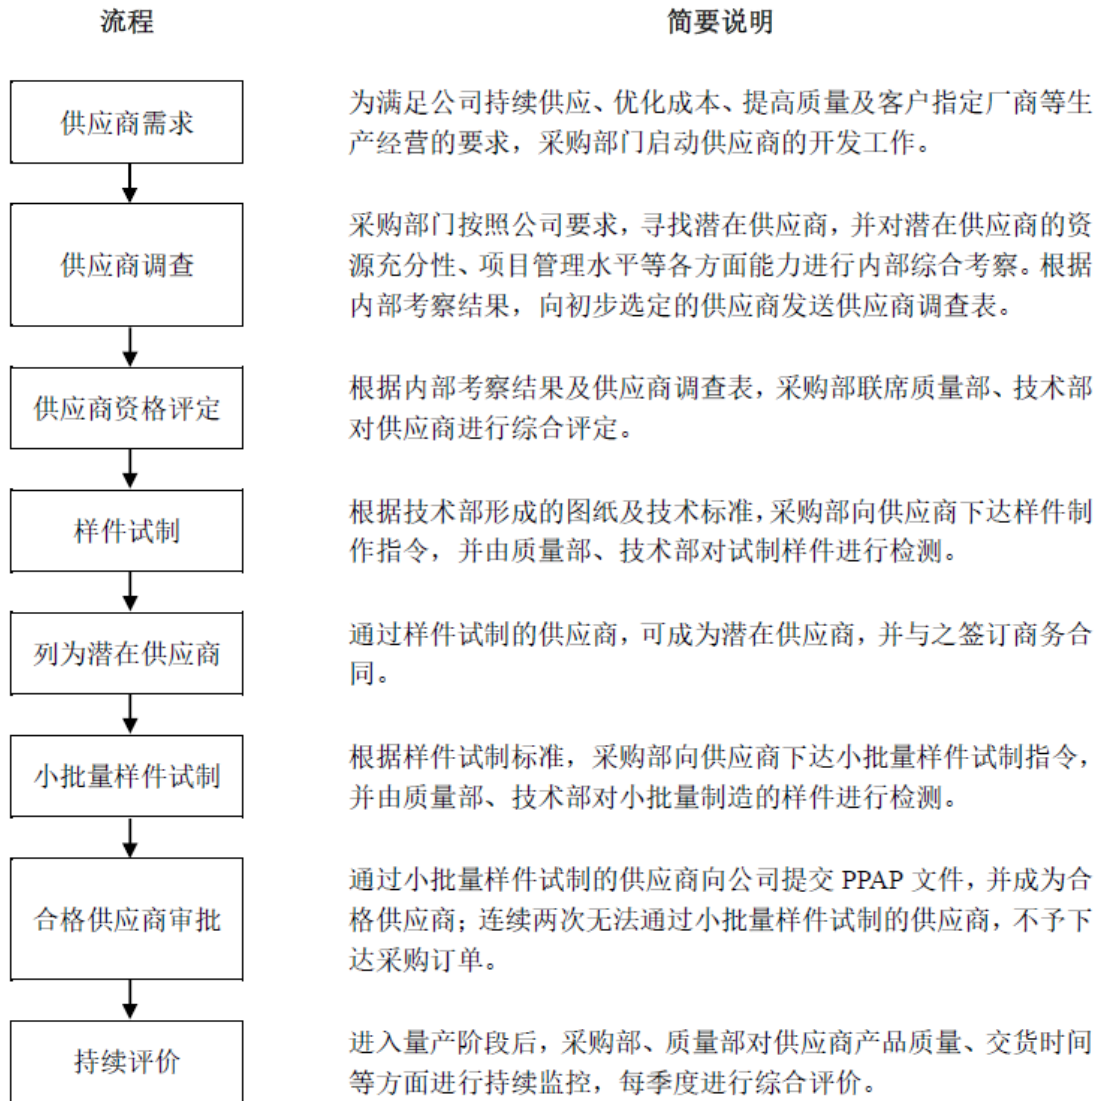 流程
简要说明
供应商需求
为满足公司持续供应、优化成本、提高质量及客户指定厂商等生
产经营的要求，采购部门启动供应商的开发工作。
供应商调查
采购部门按照公司要求，寻找潜在供应商，并对潜在供应商的资
源充分性、项目管理水平等各方面能力进行内部综合考察。根据
内部考察结果，向初步选定的供应商发送供应商调查表。
供应商资格评定
根据内部考察结果及供应商调查表，采购部联席质量部、技术部
对供应商进行综合评定。
样件试制
根据技术部形成的图纸及技术标准，采购部向供应商下达样件制
作指令，并由质量部、技术部对试制样件进行检测。
列为潜在供应商
通过样件试制的供应商，可成为潜在供应商，并与之签订商务合
同。
小批量样件试制
根据样件试制标准，采购部向供应商下达小批量样件试制指令，
并由质量部、技术部对小批量制造的样件进行检测。
合格供应商审批
通过小批量样件试制的供应商向公司提交 PPAP 文件，并成为合
格供应商；连续两次无法通过小批量样件试制的供应商，不予下
达采购订单。
持续评价
进入量产阶段后，采购部、质量部对供应商产品质量、交货时间
等方面进行持续监控，每季度进行综合评价。